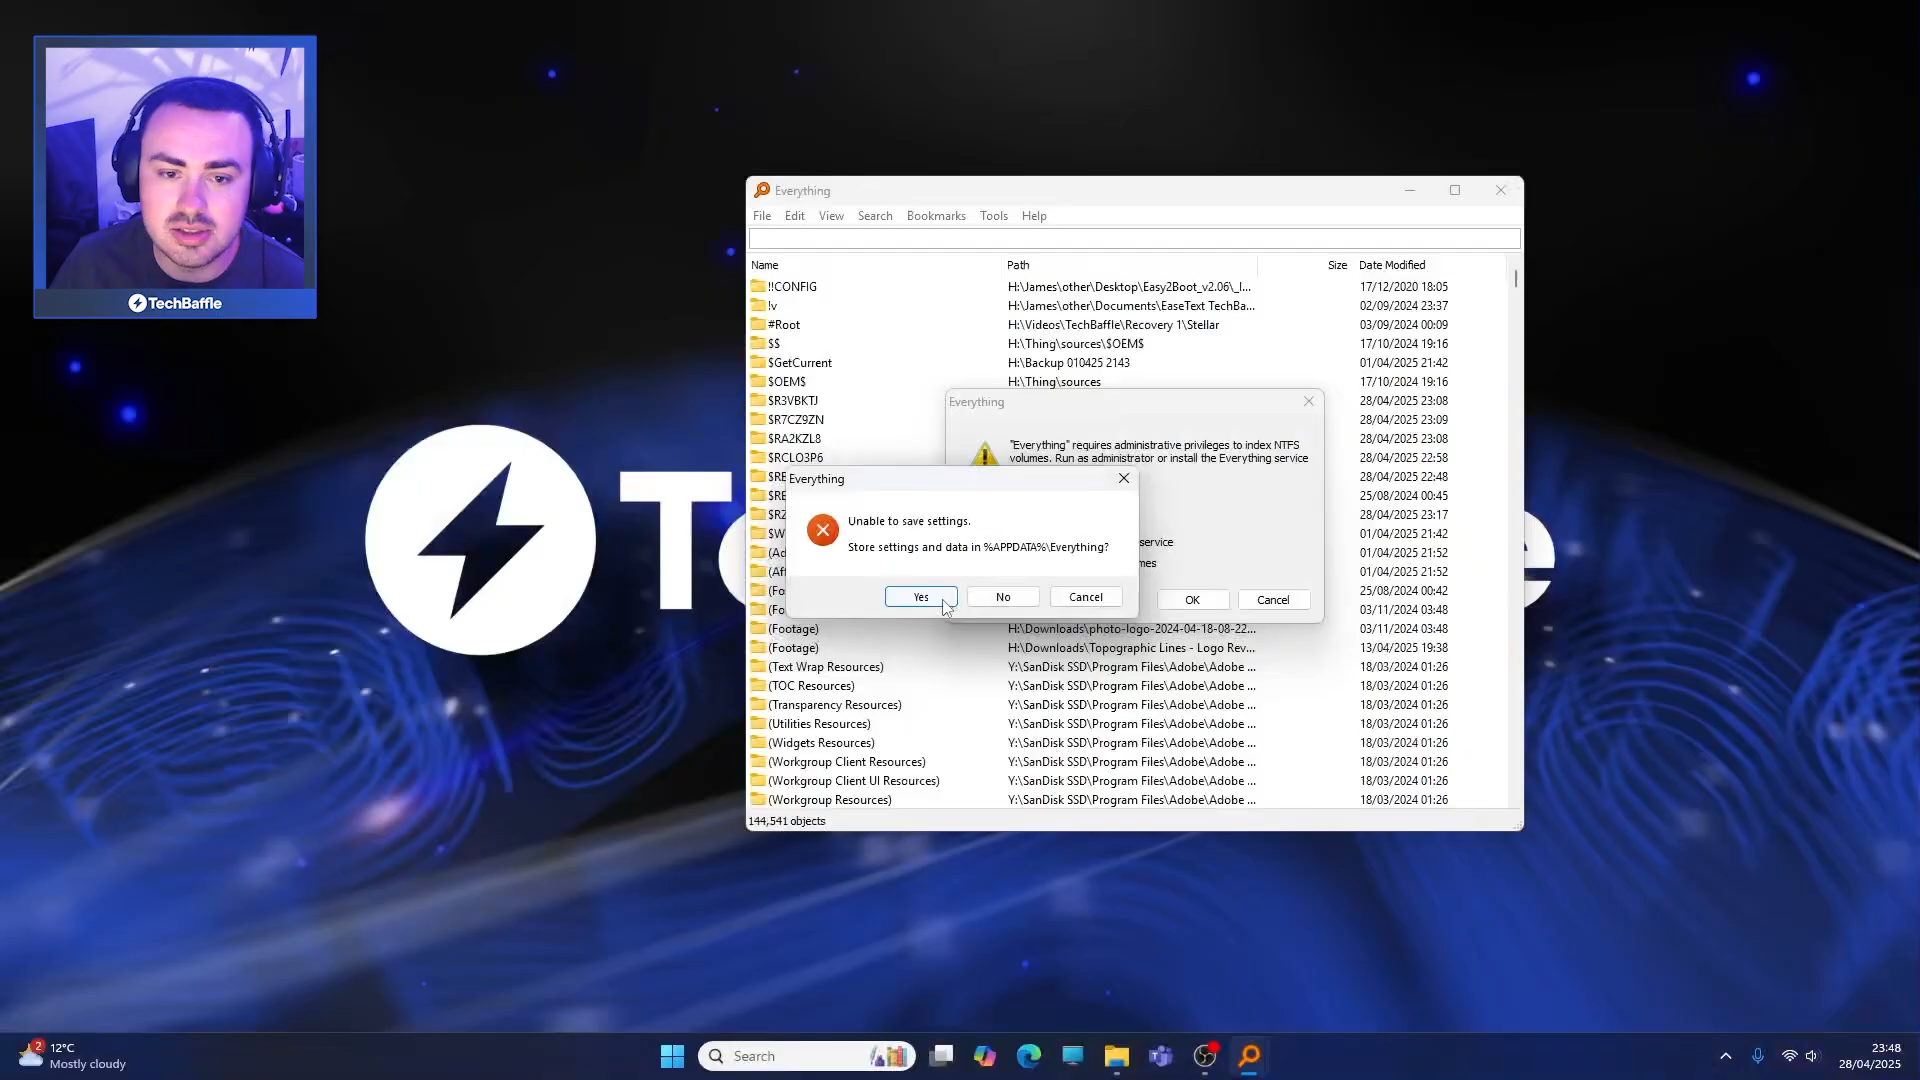 TechBaffle
Te
e
Everything
File Edit View Search Bookmarks Tools Help
Name Path Size Date Modified
!!CONFIG H:\James\other\Desktop\Easy2Boot_v2.06\_I... 17/12/2020 18:05
!v H:\James\other\Documents\EaseText TechBa... 02/09/2024 23:37
#Root H:\Videos\TechBaffle\Recovery 1\Stellar 03/09/2024 00:09
$$ H:\Thing\sources\$OEM$ 17/10/2024 19:16
$GetCurrent H:\Backup 010425 2143 01/04/2025 21:42
$OEM$ H:\Thing\sources 17/10/2024 19:16
$R3VBKTJ 28/04/2025 23:08
$R7CZ9ZN 28/04/2025 23:09
$RA2KZL8 28/04/2025 23:08
$RCLO3P6 28/04/2025 22:58
$RE 28/04/2025 22:48
$RE 25/08/2024 00:45
$RZ 28/04/2025 23:17
$W 01/04/2025 21:42
(Ad 01/04/2025 21:52
(Aff 01/04/2025 21:52
(Fo 25/08/2024 00:42
(Fo 03/11/2024 03:48
(Footage) H:\Downloads\photo-logo-2024-04-18-08-22... 03/11/2024 03:48
(Footage) H:\Downloads\Topographic Lines - Logo Rev... 13/04/2025 19:38
(Text Wrap Resources) Y:\SanDisk SSD\Program Files\Adobe\Adobe ... 18/03/2024 01:26
(TOC Resources) Y:\SanDisk SSD\Program Files\Adobe\Adobe ... 18/03/2024 01:26
(Transparency Resources) Y:\SanDisk SSD\Program Files\Adobe\Adobe ... 18/03/2024 01:26
(Utilities Resources) Y:\SanDisk SSD\Program Files\Adobe\Adobe ... 18/03/2024 01:26
(Widgets Resources) Y:\SanDisk SSD\Program Files\Adobe\Adobe ... 18/03/2024 01:26
(Workgroup Client Resources) Y:\SanDisk SSD\Program Files\Adobe\Adobe ... 18/03/2024 01:26
(Workgroup Client UI Resources) Y:\SanDisk SSD\Program Files\Adobe\Adobe ... 18/03/2024 01:26
(Workgroup Resources) Y:\SanDisk SSD\Program Files\Adobe\Adobe ... 18/03/2024 01:26
144,541 objects
Everything
"Everything" requires administrative privileges to index NTFS
volumes. Run as administrator or install the Everything service
service
mes
OK Cancel
Everything
Unable to save settings.
Store settings and data in %APPDATA%\Everything?
Yes No Cancel
2
12°C
Mostly cloudy
Search
23:48
28/04/2025